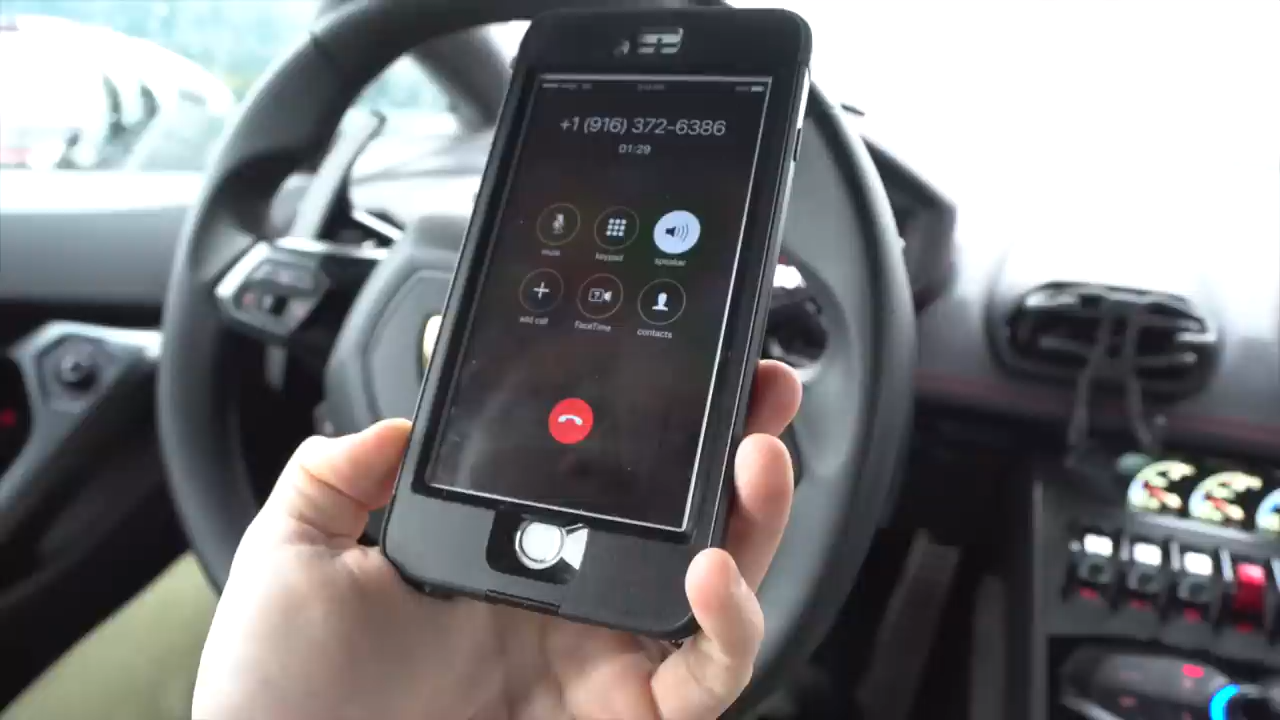 +1 (916) 372-6386
01:29
mute
keypad
speaker
add call
FaceTime
contacts